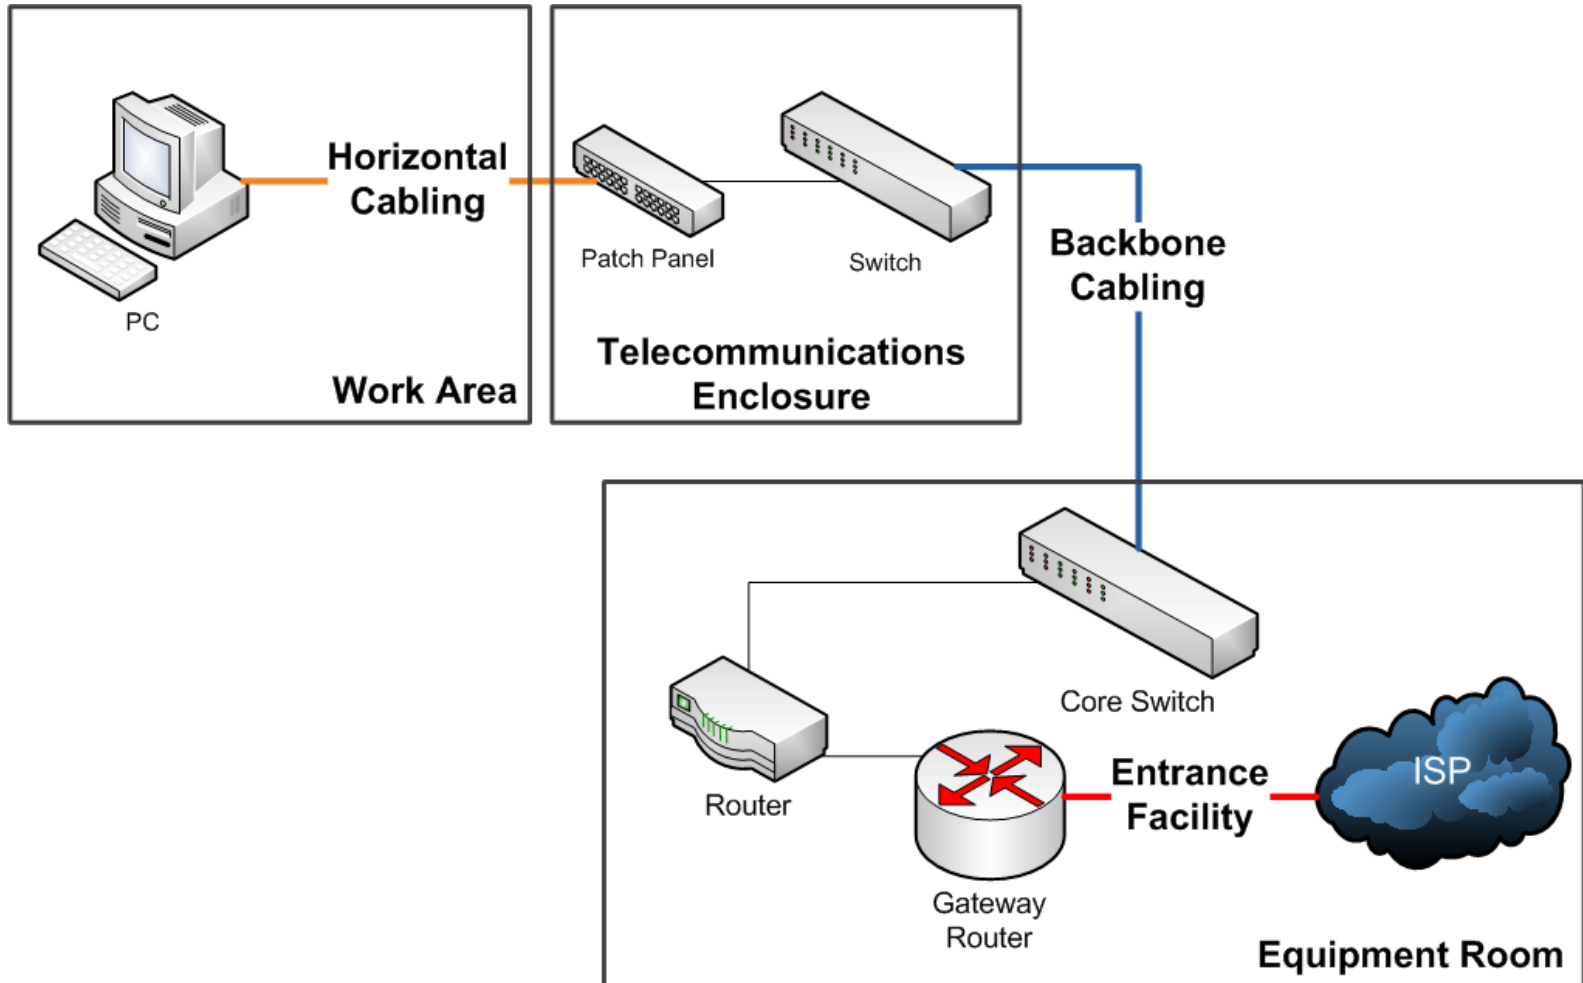 Horizontal
Cabling
PC
Work Area
Patch Panel
Switch
Telecommunications
Enclosure
Backbone
Cabling
Core Switch
Router
Gateway
Router
Entrance
Facility
ISP
Equipment Room